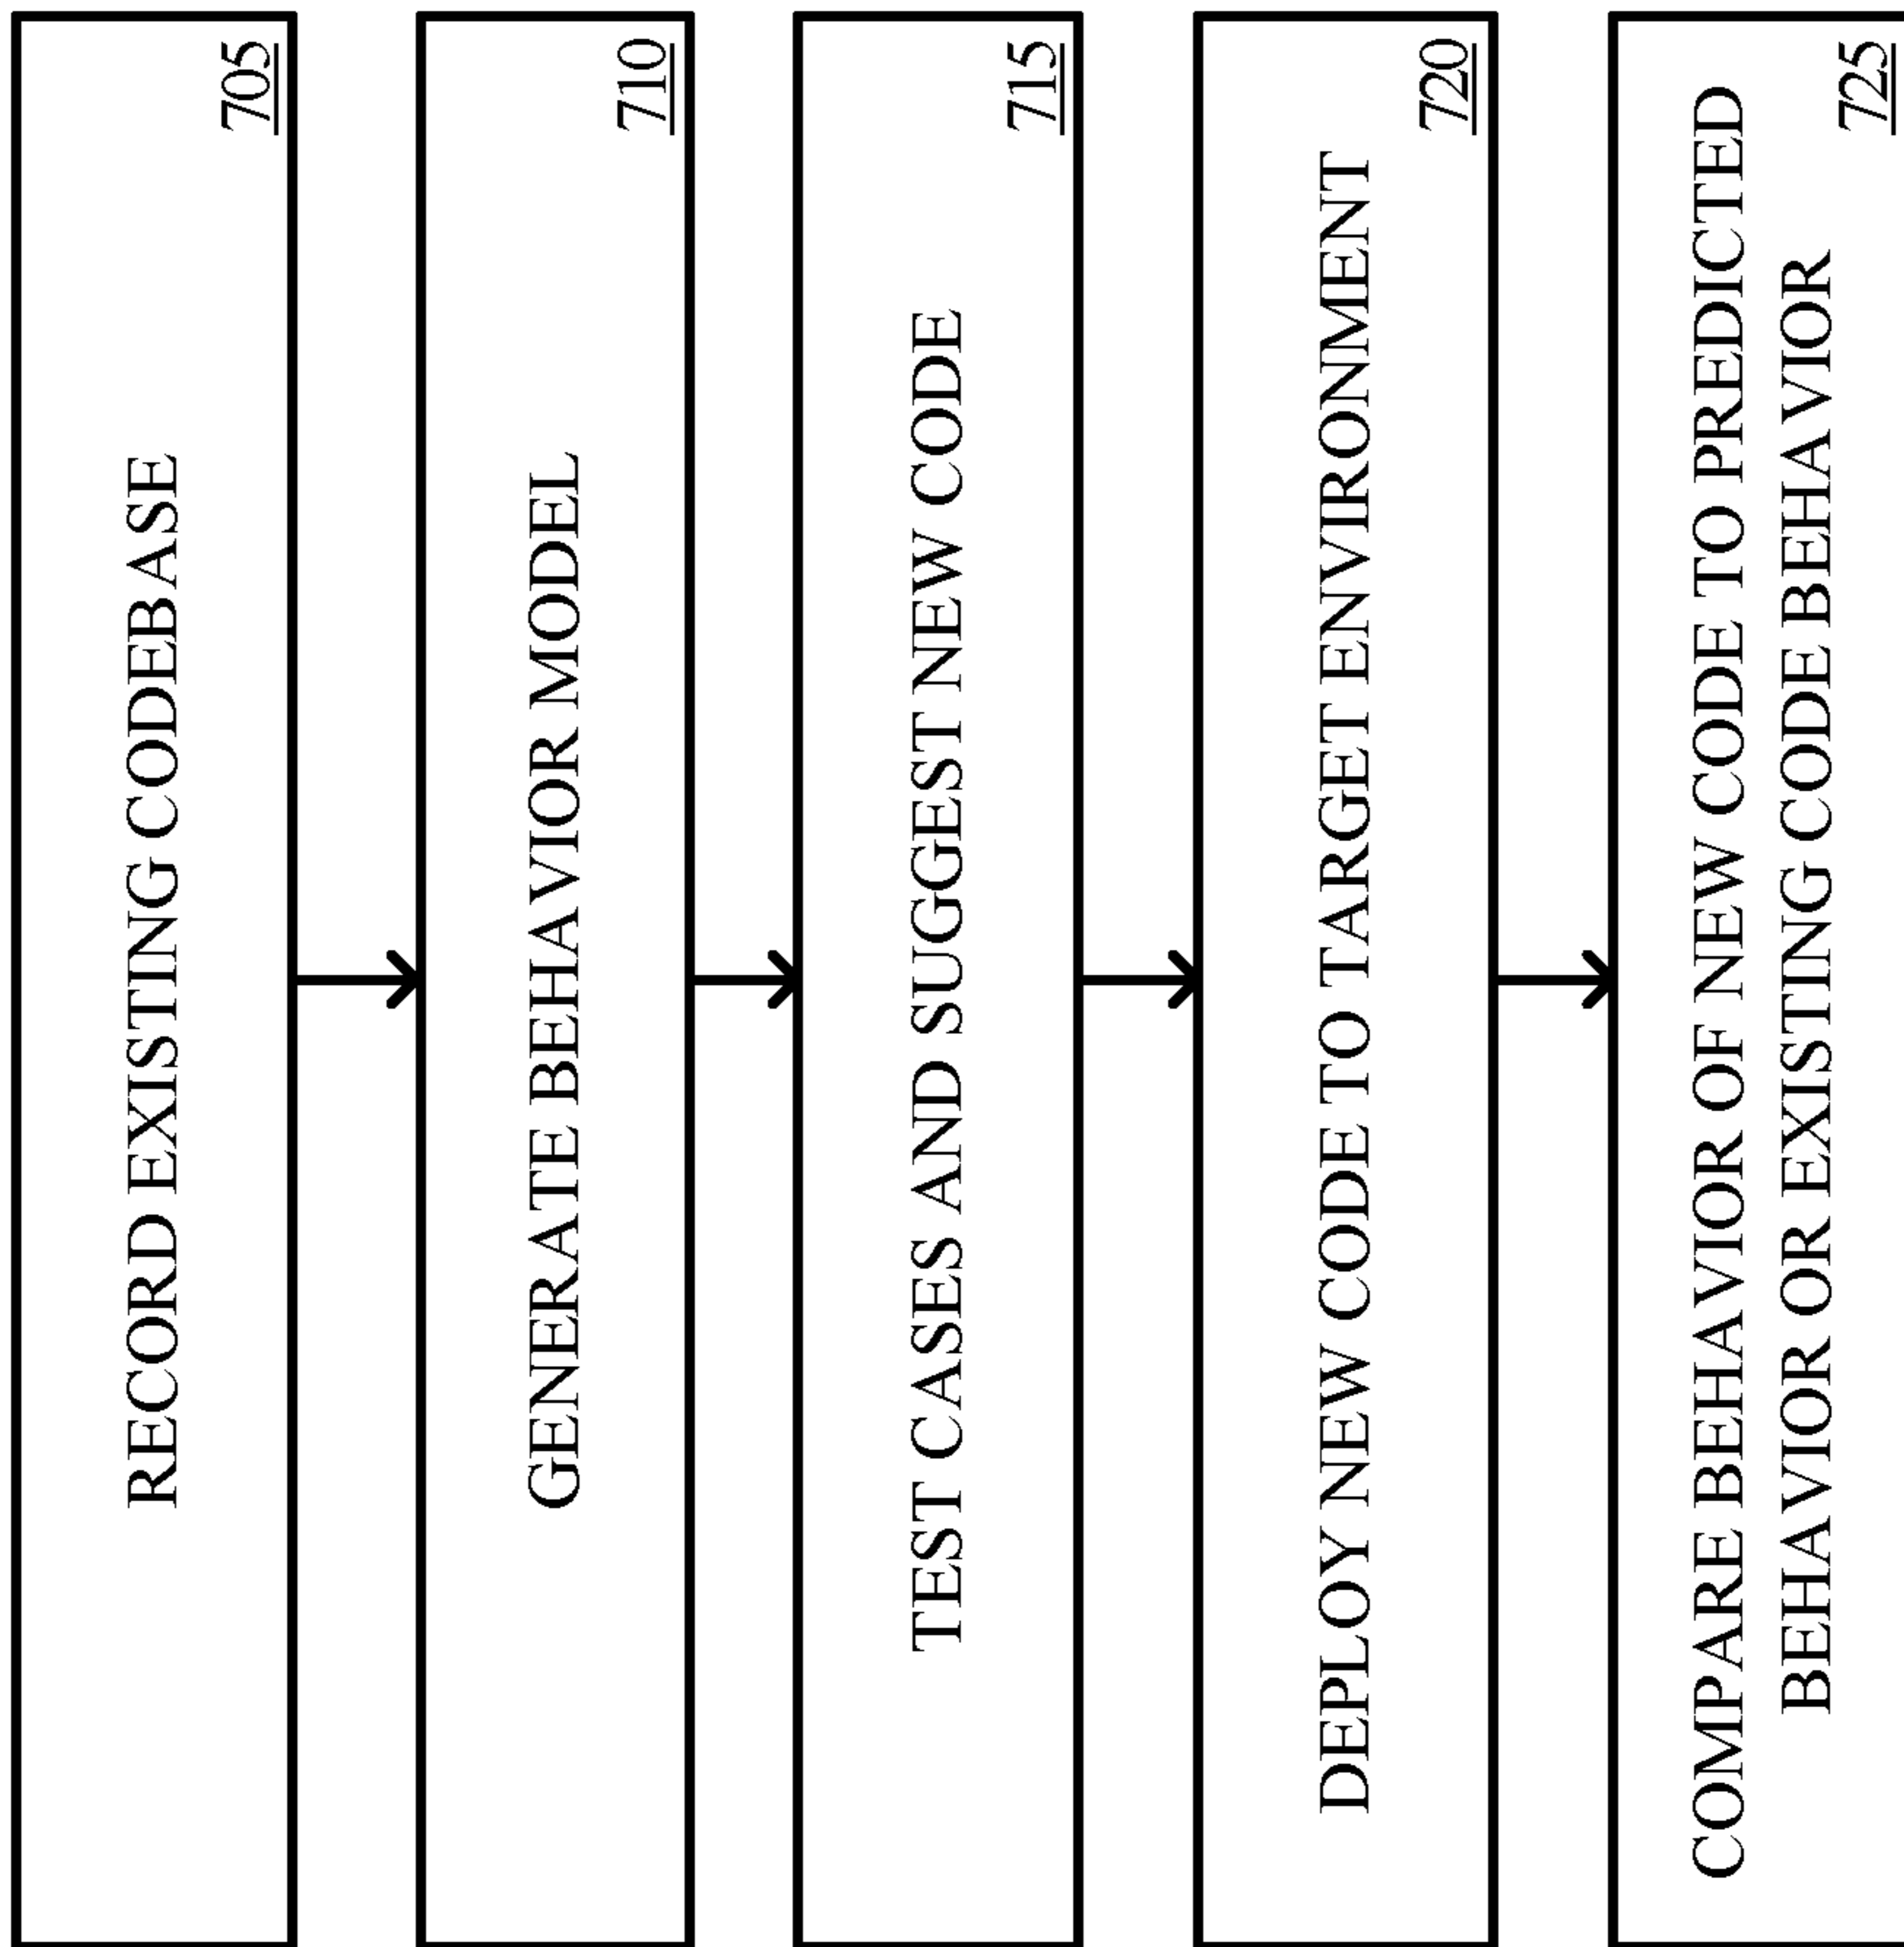 RECORD EXISTING CODEBASE
705
GENERATE BEHAVIOR MODEL
710
TEST CASES AND SUGGEST NEW CODE
715
DEPLOY NEW CODE TO TARGET ENVIRONMENT
720
COMPARE BEHAVIOR OF NEW CODE TO PREDICTED
BEHAVIOR OR EXISTING CODE BEHAVIOR
725